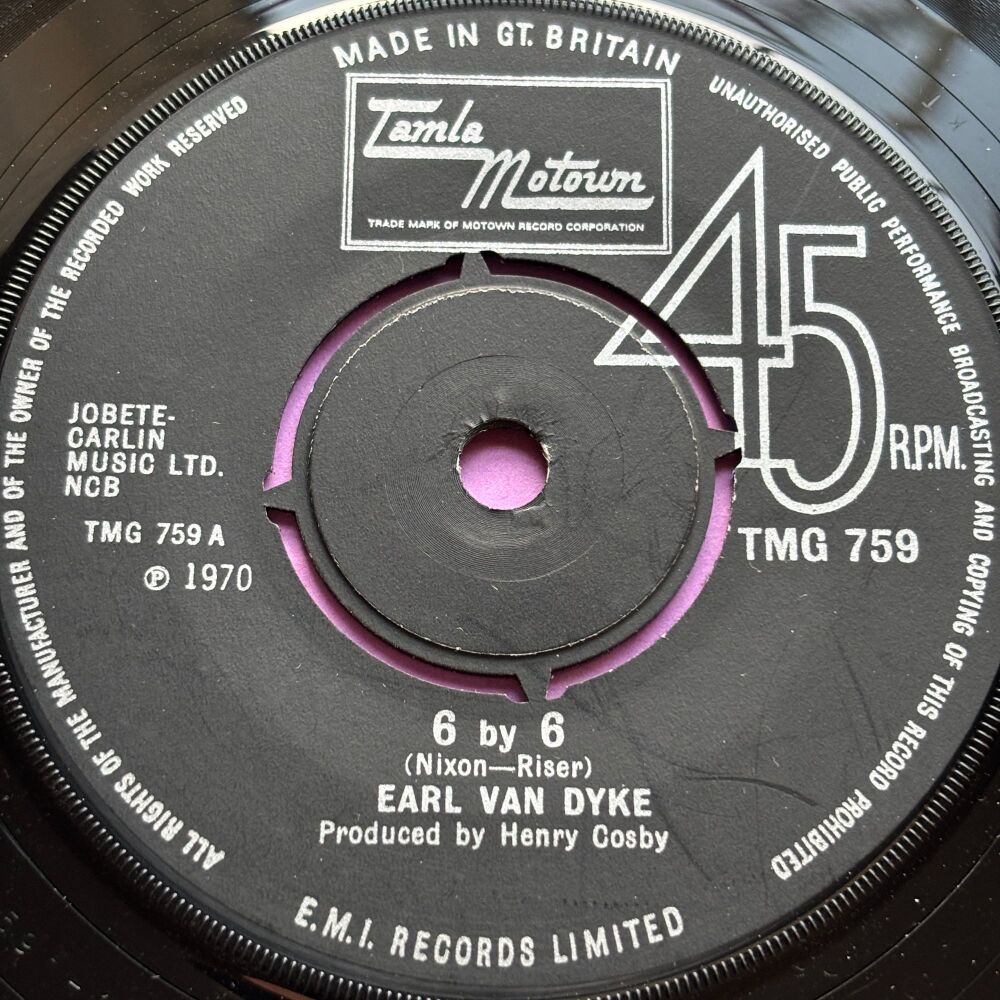 MADE IN GT. BRITAIN
Tamla
Motown
TRADE MARK OF MOTOWN RECORD CORPORATION
UNAUTHORISED PUBLIC PERFORMANCE BROADCASTING AND COPYING OF THIS RECORD PROHIBITED
ALL RIGHTS OF THE MANUFACTURER AND OF THE OWNER OF THE RECORDED WORK RESERVED
45
R.P.M.
JOBETE-
CARLIN
MUSIC LTD.
NCB
TMG 759 A
℗ 1970
TMG 759
6 by 6
(Nixon—Riser)
EARL VAN DYKE
Produced by Henry Cosby
E.M.I. RECORDS LIMITED